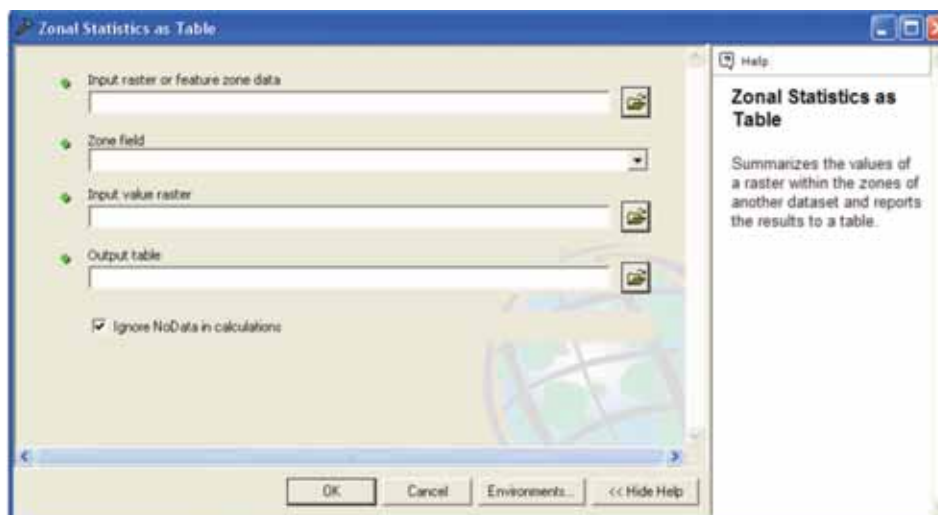 Zonal Statistics as Table
Input raster or feature zone data
Zone field
Input value raster
Output table
Ignore NoData in calculations
OK
Cancel
Environments...
<< Hide Help
Help
Zonal Statistics as
Table
Summarizes the values of
a raster within the zones of
another dataset and reports
the results to a table.